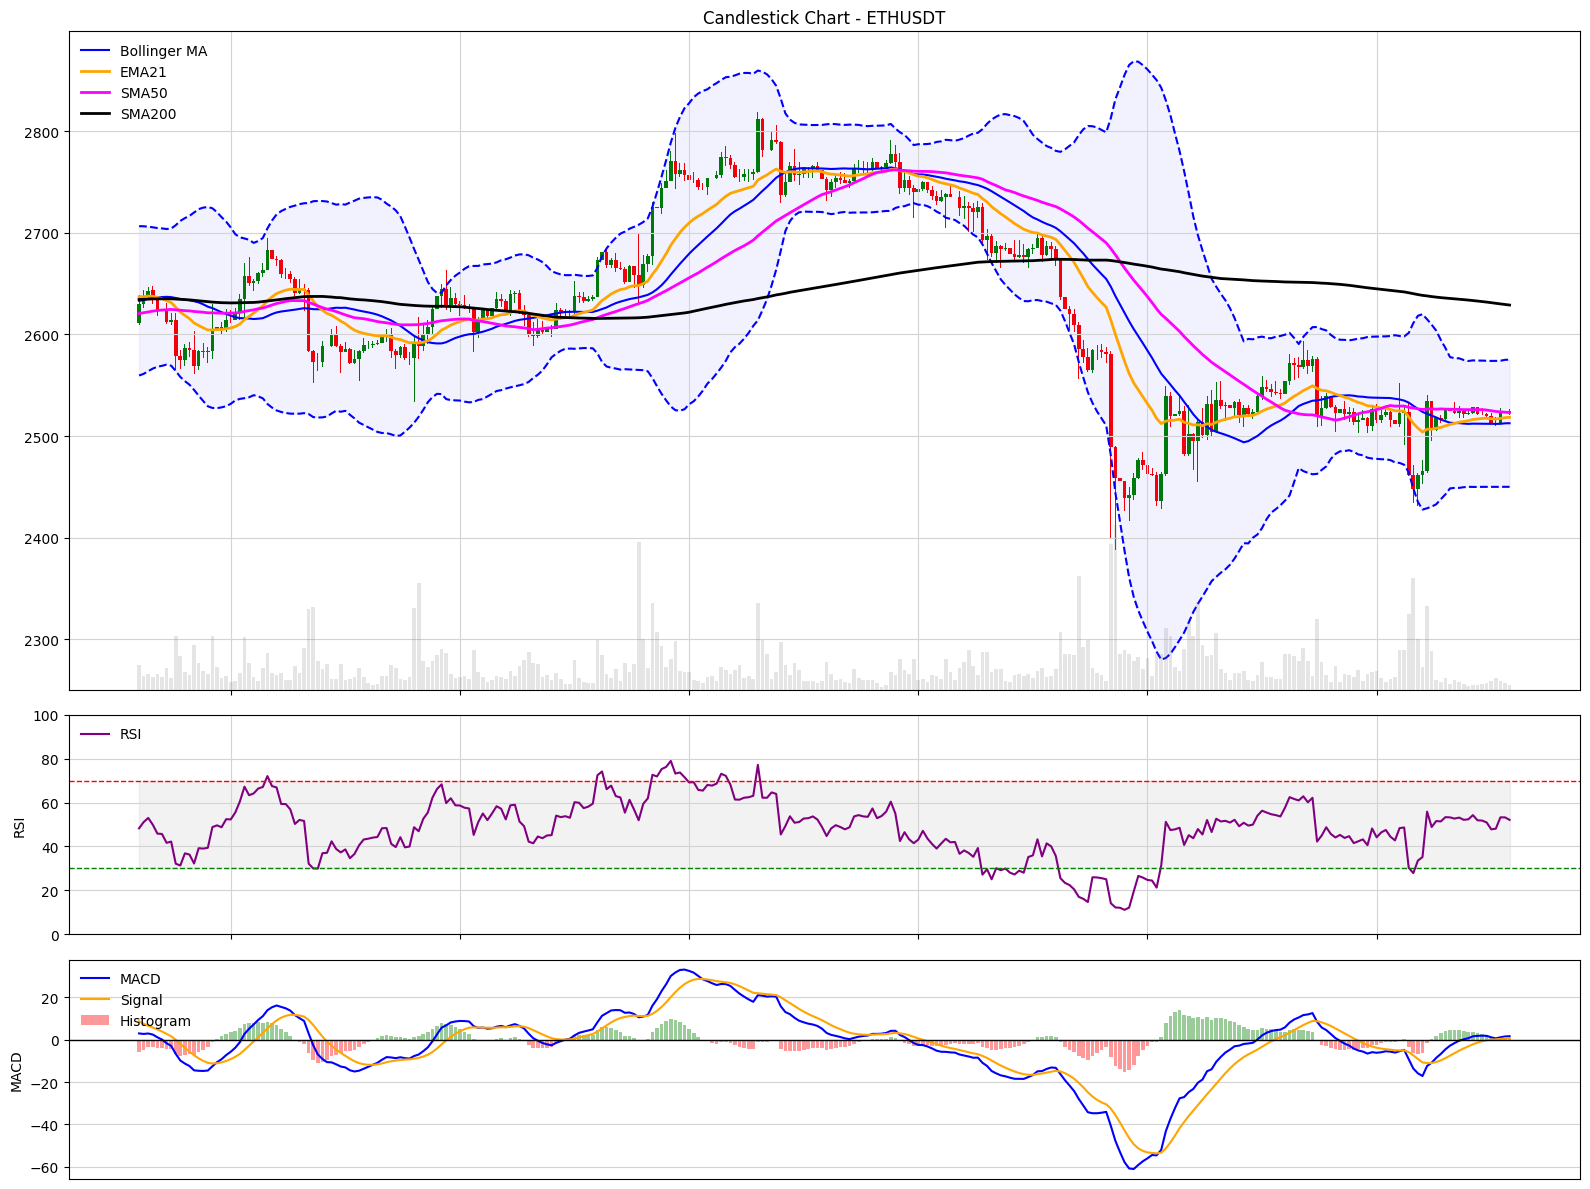 Candlestick Chart - ETHUSDT
Bollinger MA
EMA21
SMA50
SMA200
2800
2700
2600
2500
2400
2300
RSI
100
80
60
40
20
0
RSI
MACD
Signal
Histogram
20
0
−20
−40
−60
MACD